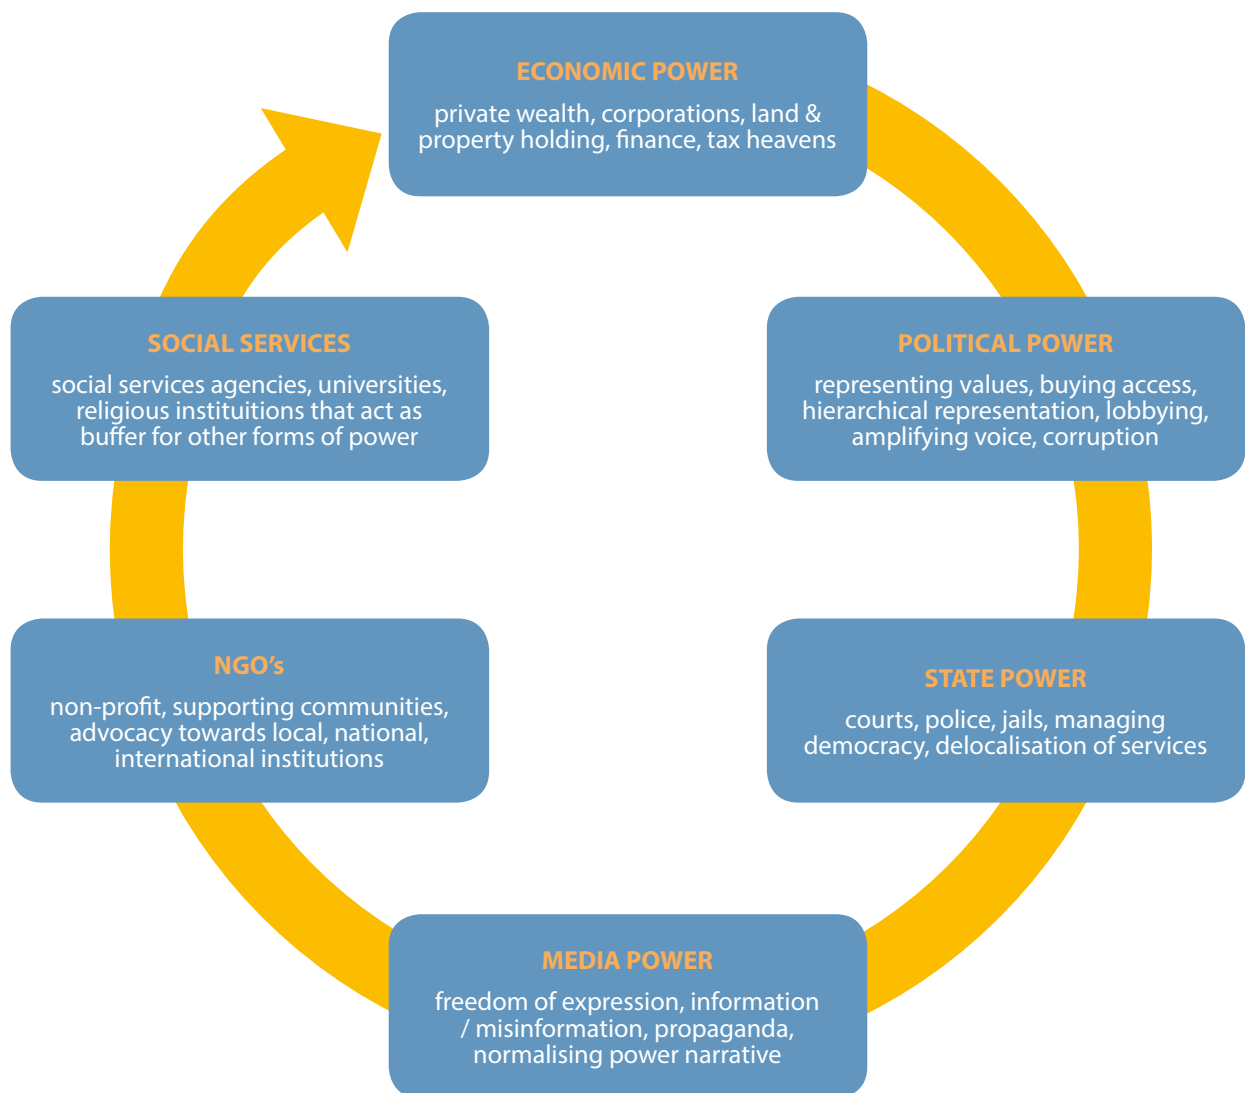 ECONOMIC POWER
private wealth, corporations, land &
property holding, finance, tax heavens
POLITICAL POWER
representing values, buying access,
hierarchical representation, lobbying,
amplifying voice, corruption
STATE POWER
courts, police, jails, managing
democracy, delocalisation of services
MEDIA POWER
freedom of expression, information
/ misinformation, propaganda,
normalising power narrative
NGO’s
non-profit, supporting communities,
advocacy towards local, national,
international institutions
SOCIAL SERVICES
social services agencies, universities,
religious instituitions that act as
buffer for other forms of power